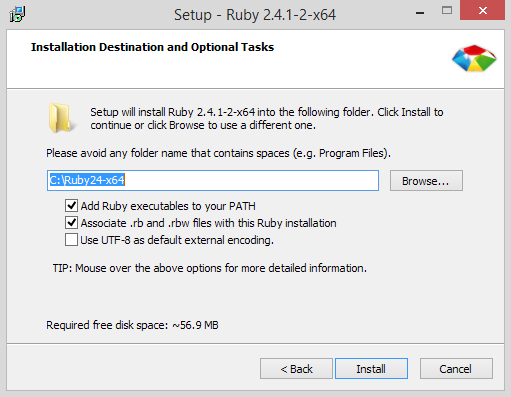 Setup - Ruby 2.4.1-2-x64
Installation Destination and Optional Tasks
Setup will install Ruby 2.4.1-2-x64 into the following folder. Click Install to
continue or click Browse to use a different one.
Please avoid any folder name that contains spaces (e.g. Program Files).
C:\Ruby24-x64
Browse...
Add Ruby executables to your PATH
Associate .rb and .rbw files with this Ruby installation
Use UTF-8 as default external encoding.
TIP: Mouse over the above options for more detailed information.
Required free disk space: ~56.9 MB
< Back
Install
Cancel